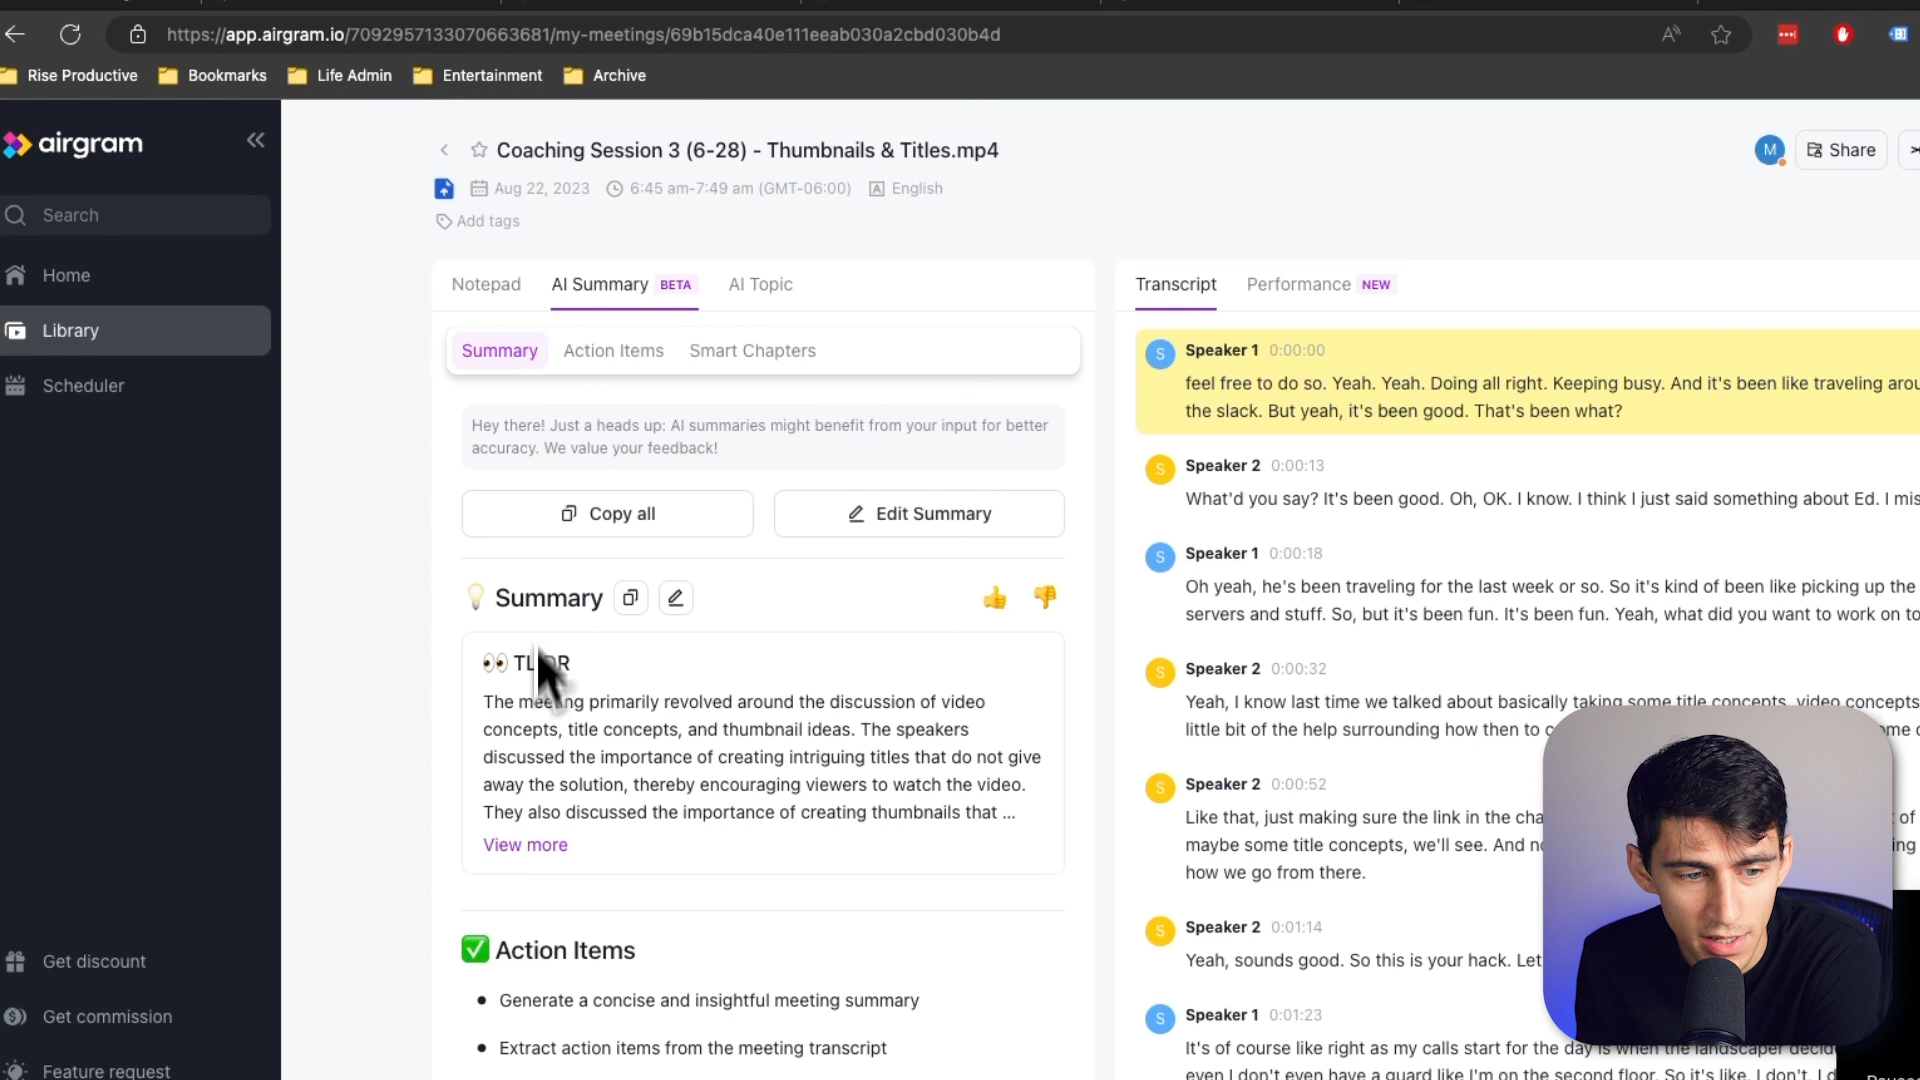 https://app.airgram.io/7092957133070663681/my-meetings/69b15dca40e111eeab030a2cbd030b4d
Rise Productive
Bookmarks
Life Admin
Entertainment
Archive
airgram
Search
Home
Library
Scheduler
Get discount
Get commission
Feature request
Coaching Session 3 (6-28) - Thumbnails & Titles.mp4
M
Share
Aug 22, 2023
6:45 am-7:49 am (GMT-06:00)
English
Add tags
Notepad
AI Summary BETA
AI Topic
Summary
Action Items
Smart Chapters
Hey there! Just a heads up: AI summaries might benefit from your input for better
accuracy. We value your feedback!
Copy all
Edit Summary
Summary
The meeting primarily revolved around the discussion of video
concepts, title concepts, and thumbnail ideas. The speakers
discussed the importance of creating intriguing titles that do not give
away the solution, thereby encouraging viewers to watch the video.
They also discussed the importance of creating thumbnails that ...
View more
Action Items
Generate a concise and insightful meeting summary
Extract action items from the meeting transcript
Transcript
Performance NEW
S Speaker 1 0:00:00
feel free to do so. Yeah. Yeah. Doing all right. Keeping busy. And it's been like traveling
the slack. But yeah, it's been good. That's been what?
S Speaker 2 0:00:13
What'd you say? It's been good. Oh, OK. I know. I think I just said something about Ed. I
S Speaker 1 0:00:18
Oh yeah, he's been traveling for the last week or so. So it's kind of been like picking up the
servers and stuff. So, but it's been fun. It's been fun. Yeah, what did you want to work on
S Speaker 2 0:00:32
Yeah, I know last time we talked about basically taking some title concepts, video concepts
little bit of the help surrounding how then to
S Speaker 2 0:00:52
Like that, just making sure the link in the of
maybe some title concepts, we'll see. And
how we go from there.
S Speaker 2 0:01:14
Yeah, sounds good. So this is your hack. Let
S Speaker 1 0:01:23
It's of course like right as my calls start for the day is when the landscaper
even I don't even have a guard like I'm on the second floor. So it's like, I don't, I